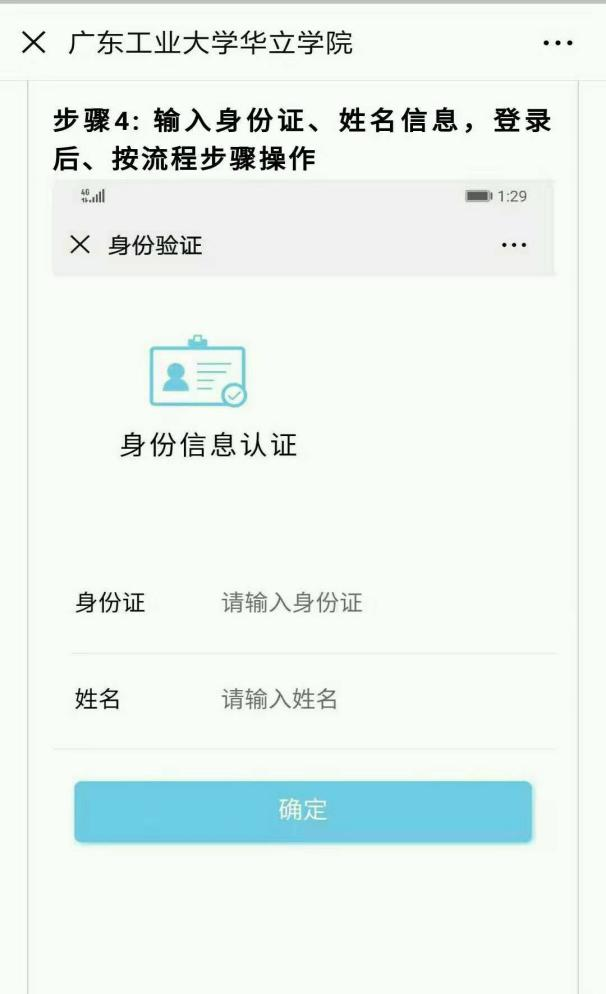 广东工业大学华立学院
步骤4: 输入身份证、姓名信息，登录
后、按流程步骤操作
4G 1:29
身份验证
身份信息认证
身份证 请输入身份证
姓名 请输入姓名
确定